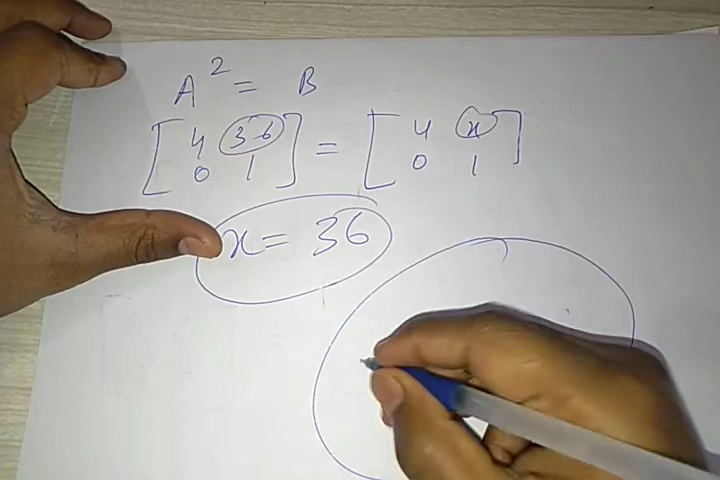 A² = B
[ 4 36 ] = [ 4 x ]
[ 0 1 ] [ 0 1 ]
x = 36